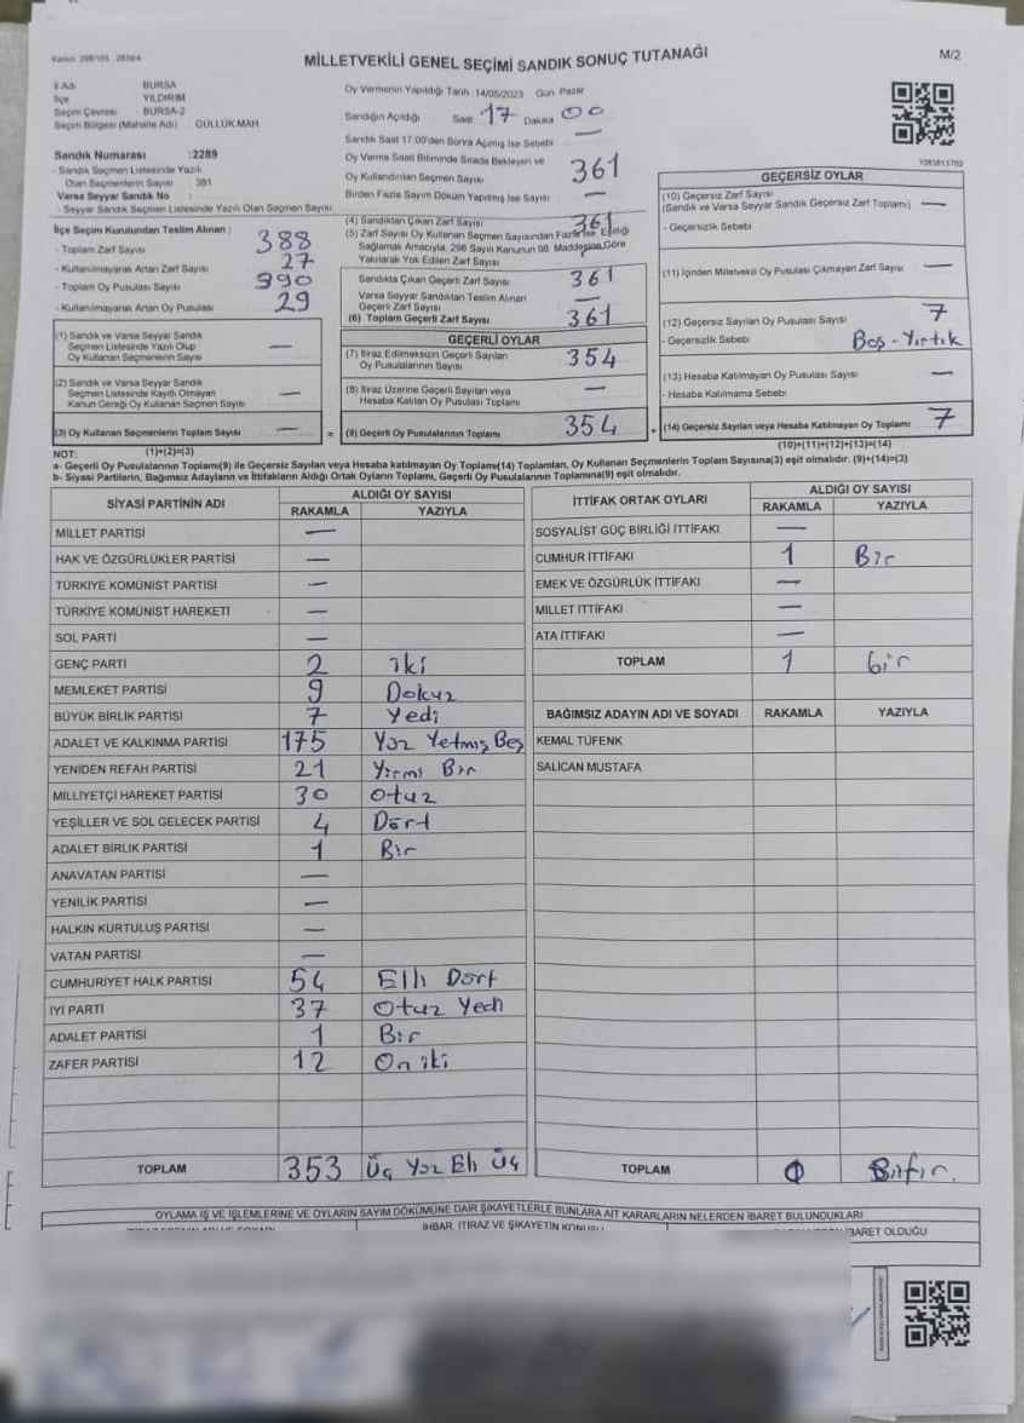 MİLLETVEKİLİ GENEL SEÇİMİ SANDIK SONUÇ TUTANAĞI
M/2
İl Adı BURSA
İlçe YILDIRIM
Seçim Çevresi BURSA-2
Seçim Bölgesi (Mahalle Adı) GÜLLÜK MAH.
Oy Vermenin Yapıldığı Tarih :14/05/2023 Gün Pazar
Sandığın Açıldığı Saat 17 Dakika 00
Sandık Saat 17:00'den Sonra Açılmış İse Sebebi —
Oy Verme Saati Bitiminde Sırada Bekleyen ve
Oy Kullandırılan Seçmen Sayısı 361
Birden Fazla Sayım Döküm Yapılmış İse Sayısı —
Sandık Numarası :2289
- Sandık Seçmen Listesinde Yazılı
Olan Seçmenlerin Sayısı : 381
Varsa Seyyar Sandık No :
- Seyyar Sandık Seçmen Listesinde Yazılı Olan Seçmen Sayısı
İlçe Seçim Kurulundan Teslim Alınan :
- Toplam Zarf Sayısı 388
- Kullanılmayarak Artan Zarf Sayısı 27
- Toplam Oy Pusulası Sayısı 390
- Kullanılmayarak Artan Oy Pusulası 29
(1) Sandık ve Varsa Seyyar Sandık
Seçmen Listesinde Yazılı Olup
Oy Kullanan Seçmenlerin Sayısı —
(2) Sandık ve Varsa Seyyar Sandık
Seçmen Listesinde Kayıtlı Olmayan
Kanun Gereği Oy Kullanan Seçmen Sayısı —
(3) Oy Kullanan Seçmenlerin Toplam Sayısı —
(1)+(2)=(3)
(4) Sandıktan Çıkan Zarf Sayısı 361
(5) Zarf Sayısı Oy Kullanan Seçmen Sayısından Fazla İse, Eşitliği
Sağlamak Amacıyla, 298 Sayılı Kanunun 98. Maddesine Göre
Yakılarak Yok Edilen Zarf Sayısı
Sandıkta Çıkan Geçerli Zarf Sayısı 361
Varsa Seyyar Sandıktan Teslim Alınan
Geçerli Zarf Sayısı —
(6) Toplam Geçerli Zarf Sayısı 361
GEÇERLİ OYLAR
(7) İtiraz Edilmeksizin Geçerli Sayılan
Oy Pusulalarının Sayısı 354
(8) İtiraz Üzerine Geçerli Sayılan veya
Hesaba Katılan Oy Pusulası Toplamı —
= (9) Geçerli Oy Pusulalarının Toplamı 354 +
GEÇERSİZ OYLAR
(10) Geçersiz Zarf Sayısı
(Sandık ve Varsa Seyyar Sandık Geçersiz Zarf Toplamı) —
- Geçersizlik Sebebi
(11) İçinden Milletvekili Oy Pusulası Çıkmayan Zarf Sayısı —
(12) Geçersiz Sayılan Oy Pusulası Sayısı 7
- Geçersizlik Sebebi Boş - Yırtık
(13) Hesaba Katılmayan Oy Pusulası Sayısı —
- Hesaba Katılmama Sebebi
(14) Geçersiz Sayılan veya Hesaba Katılmayan Oy Toplamı 7
(10)+(11)+(12)+(13)=(14)
NOT:
a- Geçerli Oy Pusulalarının Toplamı(9) ile Geçersiz Sayılan veya Hesaba katılmayan Oy Toplamı(14) Toplamları, Oy Kullanan Seçmenlerin Toplam Sayısına(3) eşit olmalıdır. (9)+(14)=(3)
b- Siyasi Partilerin, Bağımsız Adayların ve İttifakların Aldığı Ortak Oyların Toplamı, Geçerli Oy Pusulalarının Toplamına(9) eşit olmalıdır.
SİYASİ PARTİNİN ADI ALDIĞI OY SAYISI
RAKAMLA YAZIYLA
MİLLET PARTİSİ —
HAK VE ÖZGÜRLÜKLER PARTİSİ —
TÜRKİYE KOMÜNİST PARTİSİ —
TÜRKİYE KOMÜNİST HAREKETİ —
SOL PARTİ —
GENÇ PARTİ 2 iki
MEMLEKET PARTİSİ 9 Dokuz
BÜYÜK BİRLİK PARTİSİ 7 Yedi
ADALET VE KALKINMA PARTİSİ 175 Yüz Yetmiş Beş
YENİDEN REFAH PARTİSİ 21 Yirmi Bir
MİLLİYETÇİ HAREKET PARTİSİ 30 Otuz
YEŞİLLER VE SOL GELECEK PARTİSİ 4 Dört
ADALET BİRLİK PARTİSİ 1 Bir
ANAVATAN PARTİSİ —
YENİLİK PARTİSİ —
HALKIN KURTULUŞ PARTİSİ —
VATAN PARTİSİ —
CUMHURİYET HALK PARTİSİ 54 Elli Dört
İYİ PARTİ 37 Otuz Yedi
ADALET PARTİSİ 1 Bir
ZAFER PARTİSİ 12 On iki
TOPLAM 353 Üç Yüz Elli Üç
İTTİFAK ORTAK OYLARI ALDIĞI OY SAYISI
RAKAMLA YAZIYLA
SOSYALİST GÜÇ BİRLİĞİ İTTİFAKI —
CUMHUR İTTİFAKI 1 Bir
EMEK VE ÖZGÜRLÜK İTTİFAKI —
MİLLET İTTİFAKI —
ATA İTTİFAKI —
TOPLAM 1 bir
BAĞIMSIZ ADAYIN ADI VE SOYADI RAKAMLA YAZIYLA
KEMAL TÜFENK
SALİCAN MUSTAFA
TOPLAM 0
OYLAMA İŞ VE İŞLEMLERİNE VE OYLARIN SAYIM DÖKÜMÜNE DAİR ŞİKAYETLERLE BUNLARA AİT KARARLARIN NELERDEN İBARET BULUNDUKLARI
İHBAR, İTİRAZ VE ŞİKAYETİN KONUSU
İBARET OLDUĞU